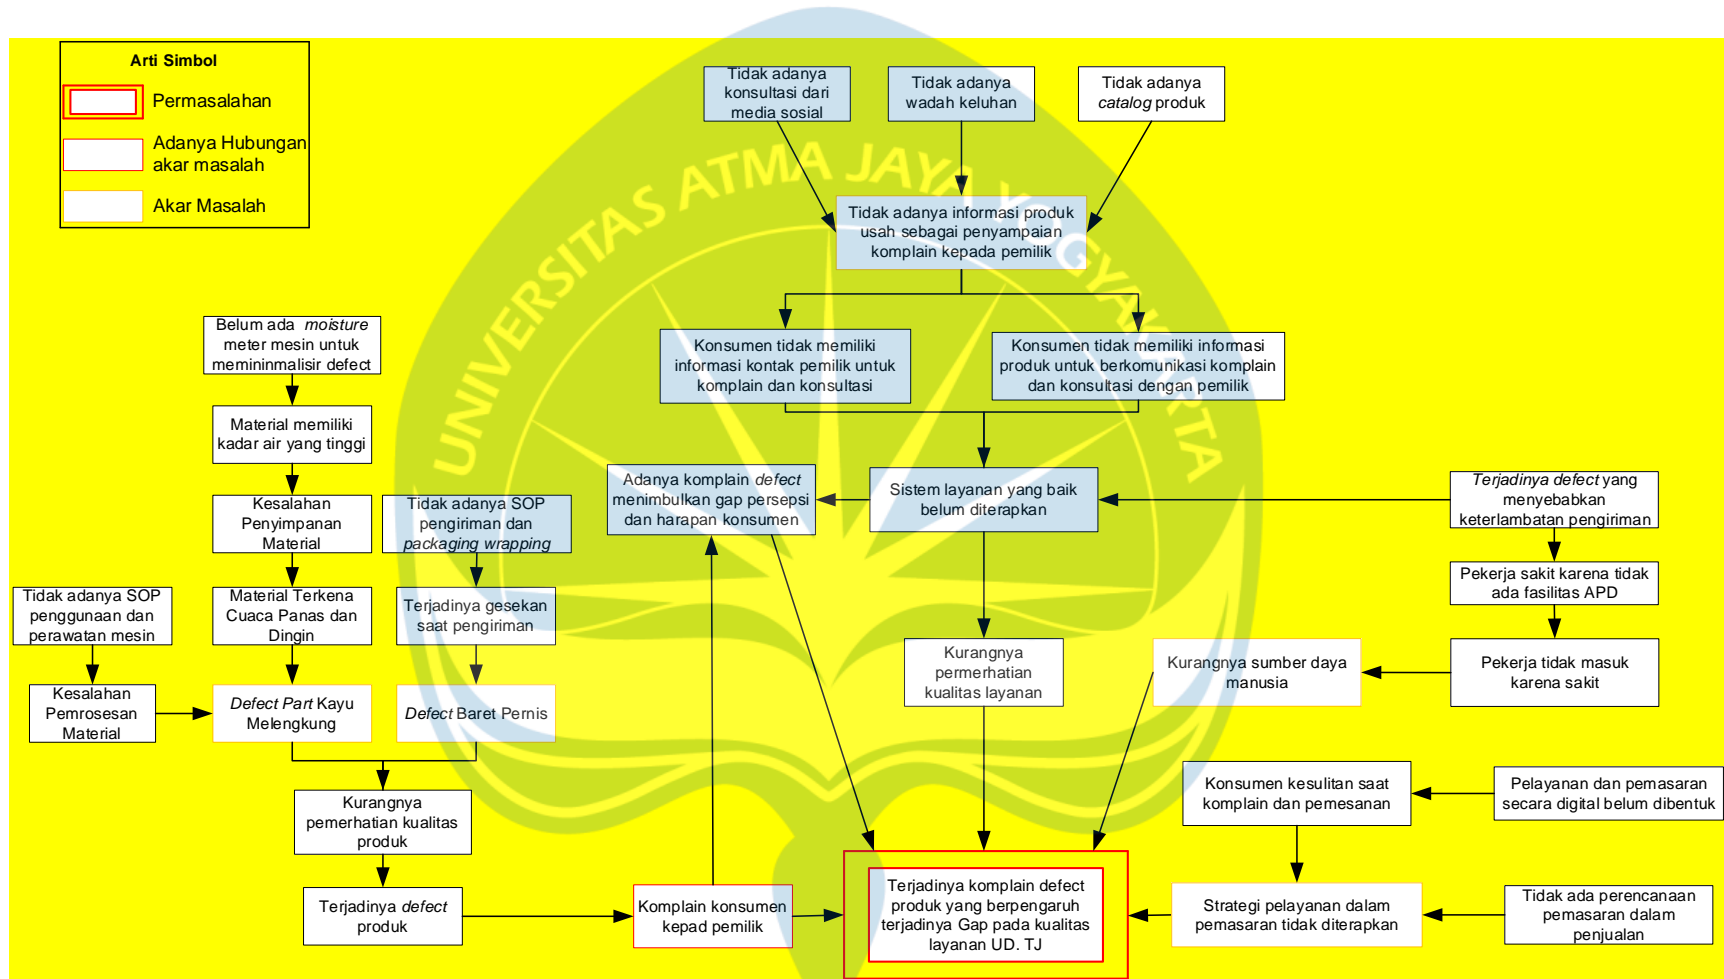 Arti Simbol
Permasalahan
Adanya Hubungan
akar masalah
Akar Masalah
UNIVERSITAS ATMA JAYA YOGYAKARTA
Tidak adanya
konsultasi dari
media sosial
Tidak adanya
wadah keluhan
Tidak adanya
catalog produk
Tidak adanya informasi produk
usah sebagai penyampaian
komplain kepada pemilik
Konsumen tidak memiliki
informasi kontak pemilik untuk
komplain dan konsultasi
Konsumen tidak memiliki informasi
produk untuk berkomunikasi komplain
dan konsultasi dengan pemilik
Belum ada moisture
meter mesin untuk
memininmalisir defect
Material memiliki
kadar air yang tinggi
Kesalahan
Penyimpanan
Material
Tidak adanya SOP
pengiriman dan
packaging wrapping
Adanya komplain defect
menimbulkan gap persepsi
dan harapan konsumen
Sistem layanan yang baik
belum diterapkan
Terjadinya defect yang
menyebabkan
keterlambatan pengiriman
Tidak adanya SOP
penggunaan dan
perawatan mesin
Material Terkena
Cuaca Panas dan
Dingin
Terjadinya gesekan
saat pengiriman
Pekerja sakit karena tidak
ada fasilitas APD
Kesalahan
Pemrosesan
Material
Defect Part Kayu
Melengkung
Defect Baret Pernis
Kurangnya
permerhatian
kualitas layanan
Kurangnya sumber daya
manusia
Pekerja tidak masuk
karena sakit
Kurangnya
pemerhatian kualitas
produk
Konsumen kesulitan saat
komplain dan pemesanan
Pelayanan dan pemasaran
secara digital belum dibentuk
Terjadinya defect
produk
Komplain konsumen
kepad pemilik
Terjadinya komplain defect
produk yang berpengaruh
terjadinya Gap pada kualitas
layanan UD. TJ
Strategi pelayanan dalam
pemasaran tidak diterapkan
Tidak ada perencanaan
pemasaran dalam
penjualan